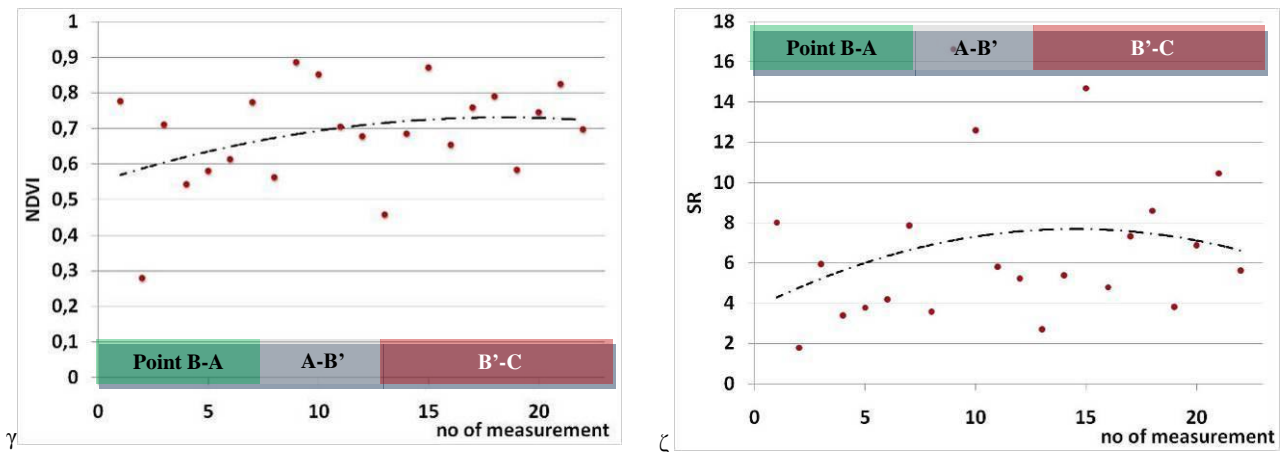 1
0,9
0,8
0,7
0,6
0,5
0,4
0,3
0,2
0,1
0
NDVI
Point B-A A-B’ B’-C
0 5 10 15 20
no of measurement
γ
18
16
14
12
10
8
6
4
2
0
SR
Point B-A A-B’ B’-C
0 5 10 15 20
no of measurement
ζ